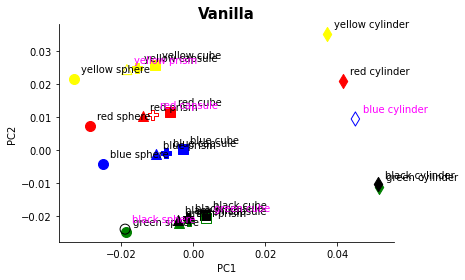 Vanilla
yellow cylinder
yellow cube
yellow capsule
yellow prism
yellow sphere
red cylinder
red cube
red prism
red sphere
blue cylinder
blue cube
blue capsule
blue prism
blue sphere
black cylinder
green cylinder
black cube
black sphere
green sphere
0.03
0.02
0.01
0.00
−0.01
−0.02
PC2
−0.02
0.00
0.02
0.04
PC1